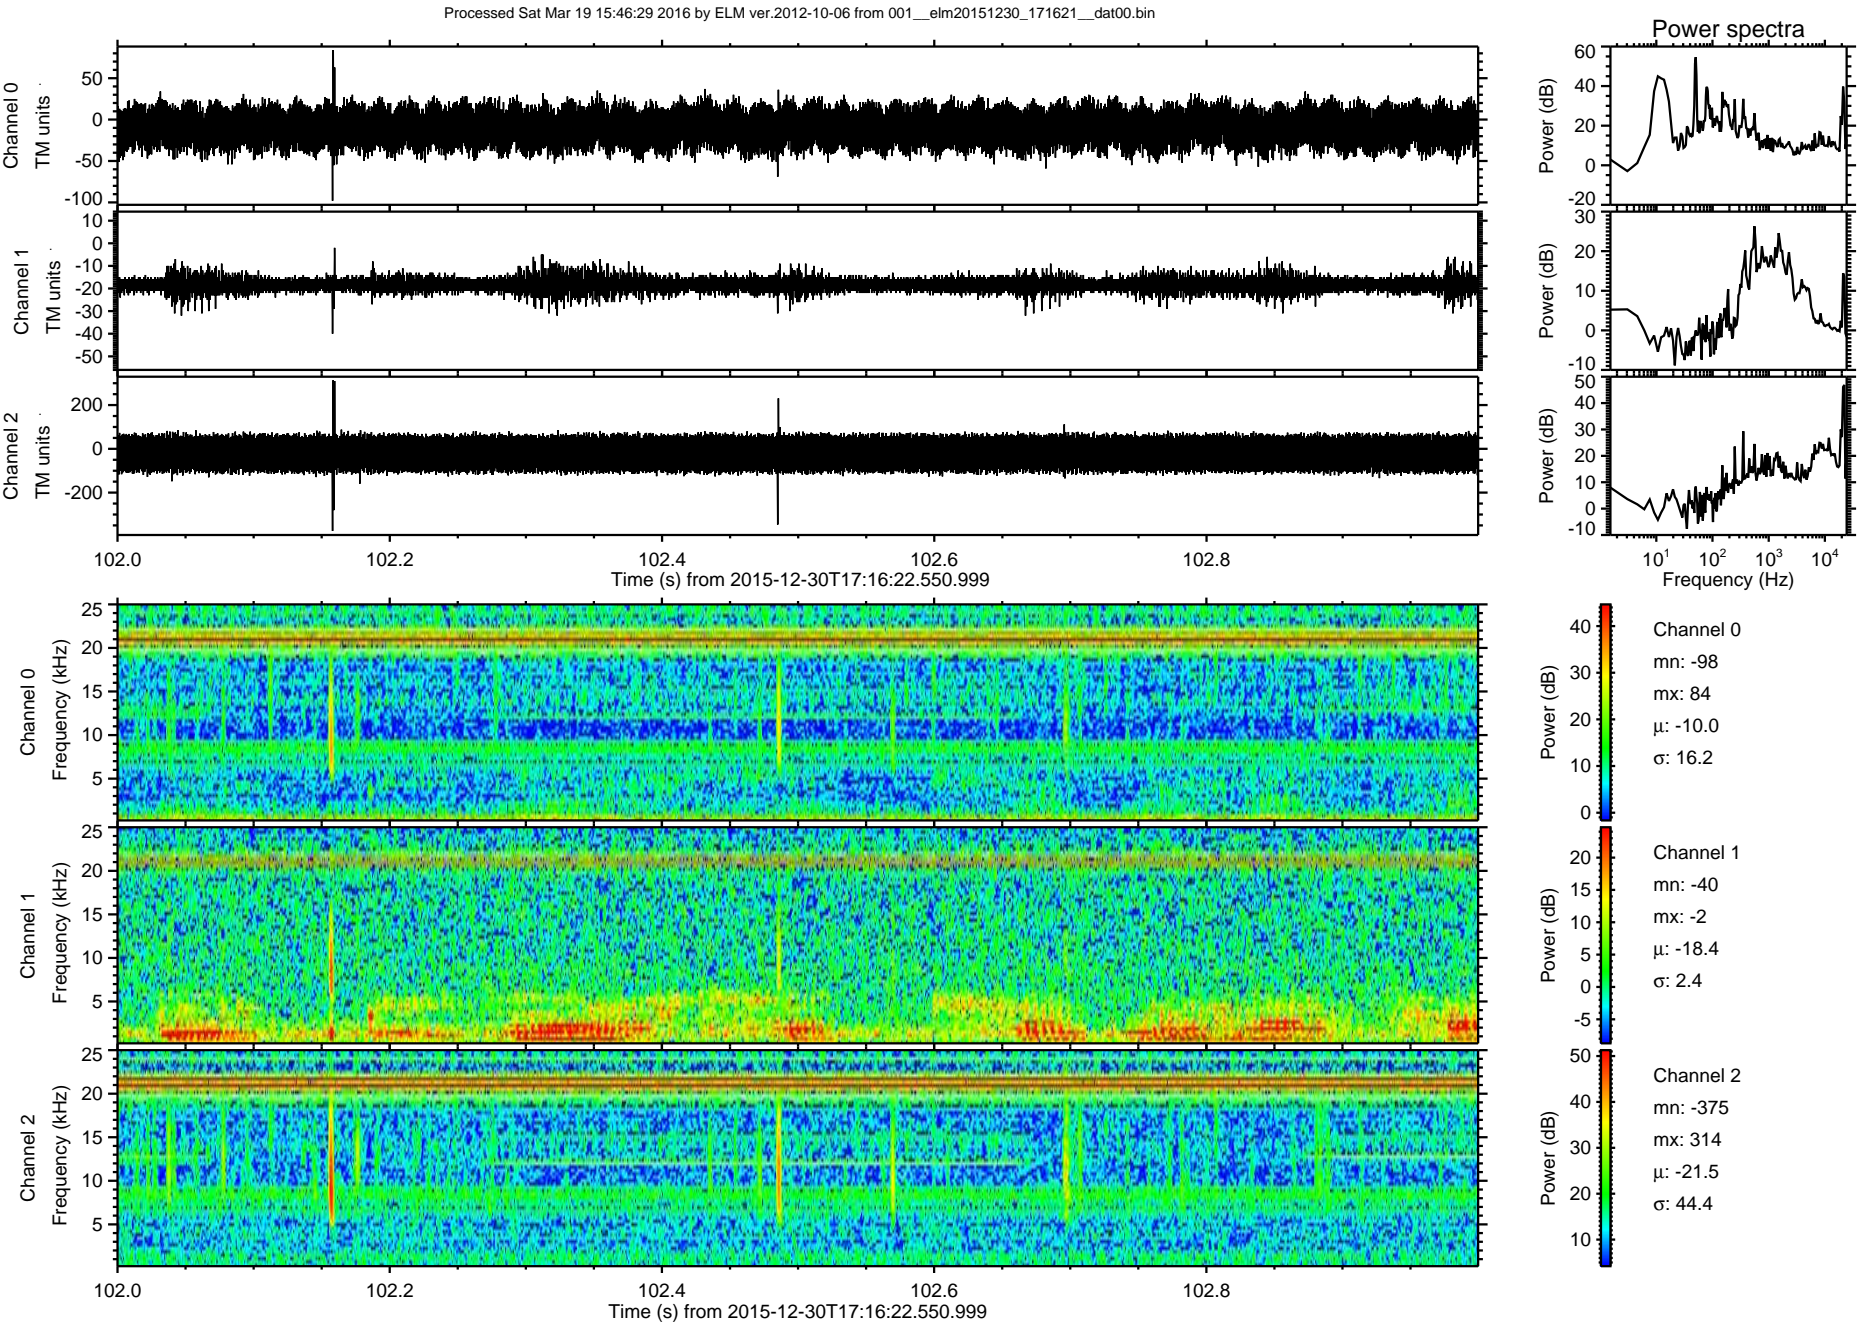 Processed Sat Mar 19 15:46:29 2016 by ELM ver.2012-10-06 from 001__elm20151230_171621__dat00.bin
Power spectra
Channel 0
TM units
50
0
-50
-100
Power (dB)
60
40
20
0
-20
Channel 1
TM units
10
0
-10
-20
-30
-40
-50
Power (dB)
30
20
10
0
-10
Channel 2
TM units
200
0
-200
Power (dB)
50
40
30
20
10
0
-10
102.0 102.2 102.4 102.6 102.8
Time (s) from 2015-12-30T17:16:22.550.999
10¹ 10² 10³ 10⁴
Frequency (Hz)
Channel 0
Frequency (kHz)
25
20
15
10
5
Power (dB)
40
30
20
10
0
Channel 0
mn: -98
mx: 84
μ: -10.0
σ: 16.2
Channel 1
Frequency (kHz)
25
20
15
10
5
Power (dB)
20
15
10
5
0
-5
Channel 1
mn: -40
mx: -2
μ: -18.4
σ: 2.4
Channel 2
Frequency (kHz)
25
20
15
10
5
Power (dB)
50
40
30
20
10
Channel 2
mn: -375
mx: 314
μ: -21.5
σ: 44.4
102.0 102.2 102.4 102.6 102.8
Time (s) from 2015-12-30T17:16:22.550.999